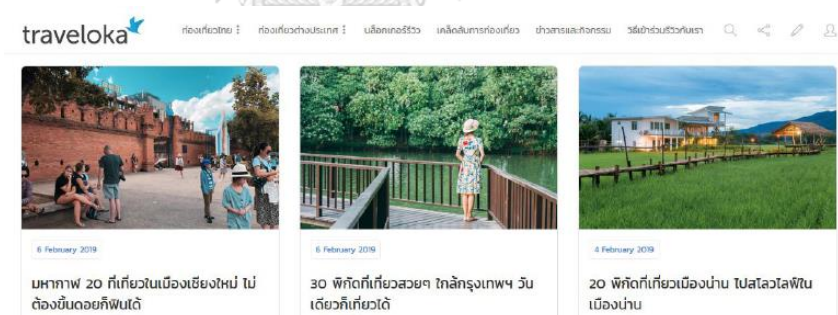 traveloka
ท่องเที่ยวไทย ท่องเที่ยวต่างประเทศ บล็อกเกอร์รีวิว เคล็ดลับการท่องเที่ยว ข่าวสารและกิจกรรม วิธีเข้าร่วมรีวิวกับเรา
6 February 2019
มหากาพ 20 ที่เที่ยวในเมืองเชียงใหม่ ไม่
ต้องขึ้นดอยก็ฟินได้
6 February 2019
30 พิกัดที่เที่ยวสวยๆ ใกล้กรุงเทพฯ วัน
เดียวก็เที่ยวได้
4 February 2019
20 พิกัดที่เที่ยวเมืองน่าน ไปสโลวไลฟ์ใน
เมืองน่าน